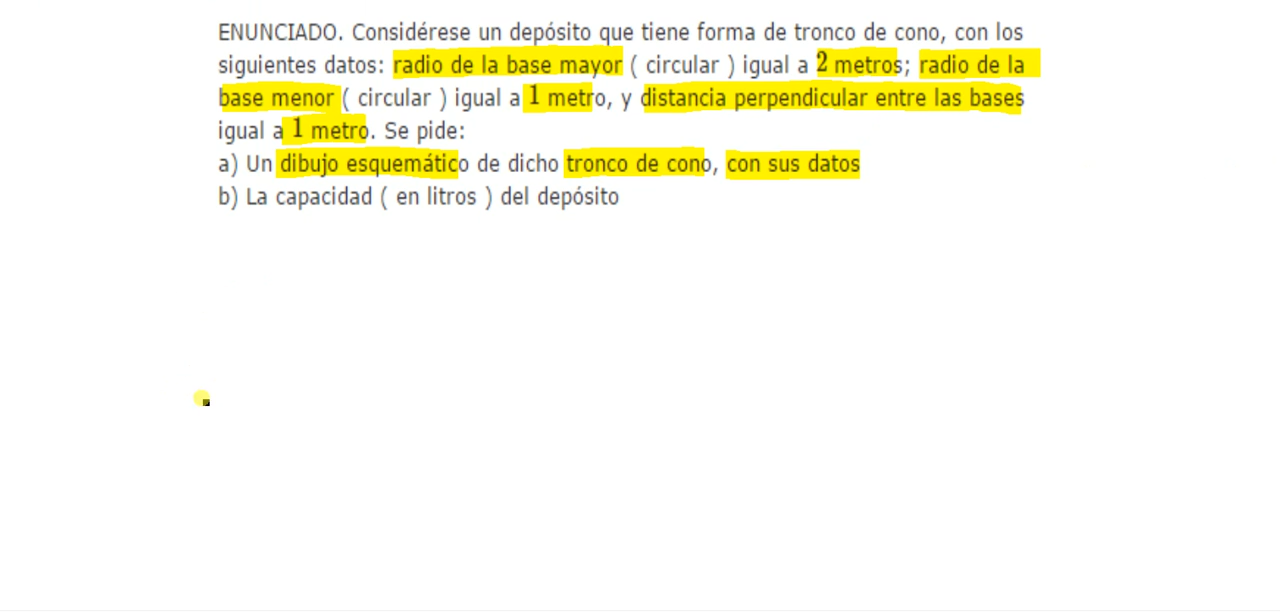 ENUNCIADO. Considérese un depósito que tiene forma de tronco de cono, con los
siguientes datos: radio de la base mayor ( circular ) igual a 2 metros; radio de la
base menor ( circular ) igual a 1 metro, y distancia perpendicular entre las bases
igual a 1 metro. Se pide:
a) Un dibujo esquemático de dicho tronco de cono, con sus datos
b) La capacidad ( en litros ) del depósito